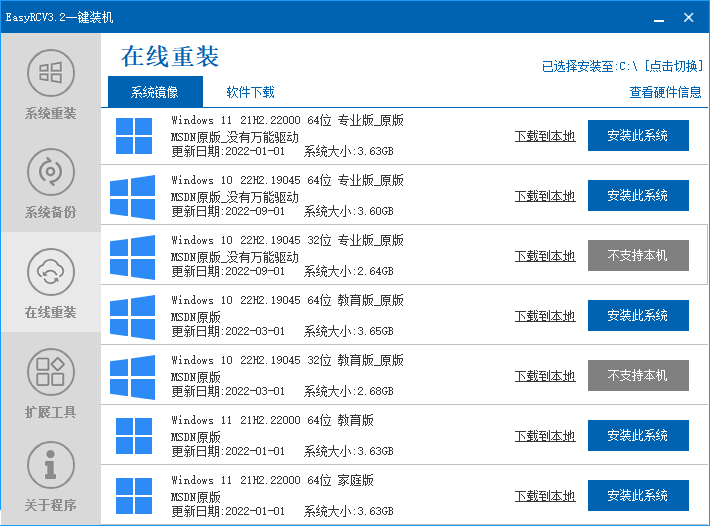 EasyRCV3.2一键装机
系统重装
系统备份
在线重装
扩展工具
关于程序
在线重装
已选择安装至:C:\ [点击切换]
系统镜像 软件下载 查看硬件信息
Windows 11 21H2.22000 64位 专业版_原版
MSDN原版_没有万能驱动
更新日期:2022-01-01 系统大小:3.63GB
下载到本地 安装此系统
Windows 10 22H2.19045 64位 专业版_原版
MSDN原版_没有万能驱动
更新日期:2022-09-01 系统大小:3.60GB
下载到本地 安装此系统
Windows 10 22H2.19045 32位 专业版_原版
MSDN原版_没有万能驱动
更新日期:2022-09-01 系统大小:2.64GB
下载到本地 不支持本机
Windows 10 22H2.19045 64位 教育版_原版
MSDN原版
更新日期:2022-03-01 系统大小:3.65GB
下载到本地 安装此系统
Windows 10 22H2.19045 32位 教育版_原版
MSDN原版
更新日期:2022-03-01 系统大小:2.68GB
下载到本地 不支持本机
Windows 11 21H2.22000 64位 教育版
MSDN原版
更新日期:2022-01-01 系统大小:3.63GB
下载到本地 安装此系统
Windows 11 21H2.22000 64位 家庭版
MSDN原版
更新日期:2022-01-01 系统大小:3.63GB
下载到本地 安装此系统